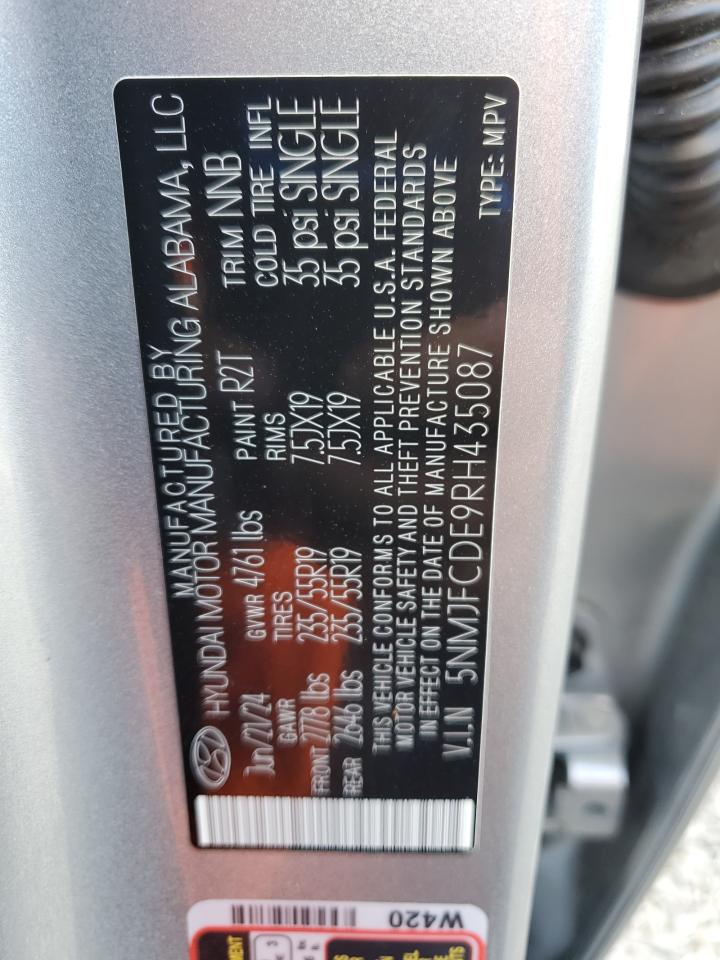 MANUFACTURED BY
HYUNDAI MOTOR MANUFACTURING ALABAMA, LLC
Jun/21/24 GVWR 4761 lbs PAINT R2T TRIM NNB
GAWR TIRES RIMS COLD TIRE INFL
FRONT 2778 lbs 235/55R19 7.5JX19 35 psi SINGLE
REAR 2646 lbs 235/55R19 7.5JX19 35 psi SINGLE
THIS VEHICLE CONFORMS TO ALL APPLICABLE U.S.A. FEDERAL
MOTOR VEHICLE SAFETY AND THEFT PREVENTION STANDARDS
IN EFFECT ON THE DATE OF MANUFACTURE SHOWN ABOVE
V.I.N 5NMJFCDE9RH435087
TYPE: MPV
W420